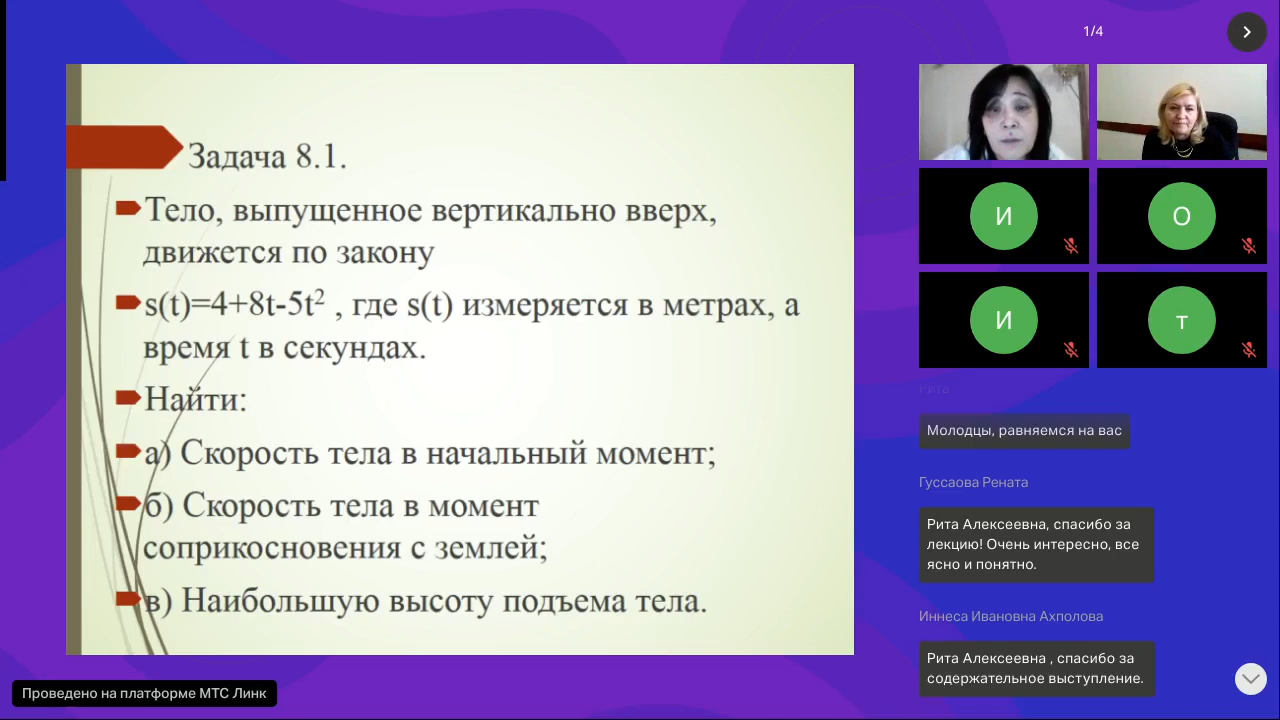 1/4
Задача 8.1.
Тело, выпущенное вертикально вверх,
движется по закону
s(t)=4+8t-5t² , где s(t) измеряется в метрах, а
время t в секундах.
Найти:
а) Скорость тела в начальный момент;
б) Скорость тела в момент
соприкосновения с землей;
в) Наибольшую высоту подъема тела.
И
О
И
т
Рита
Молодцы, равняемся на вас
Гуссаова Рената
Рита Алексеевна, спасибо за
лекцию! Очень интересно, все
ясно и понятно.
Иннеса Ивановна Ахполова
Рита Алексеевна , спасибо за
содержательное выступление.
Проведено на платформе МТС Линк